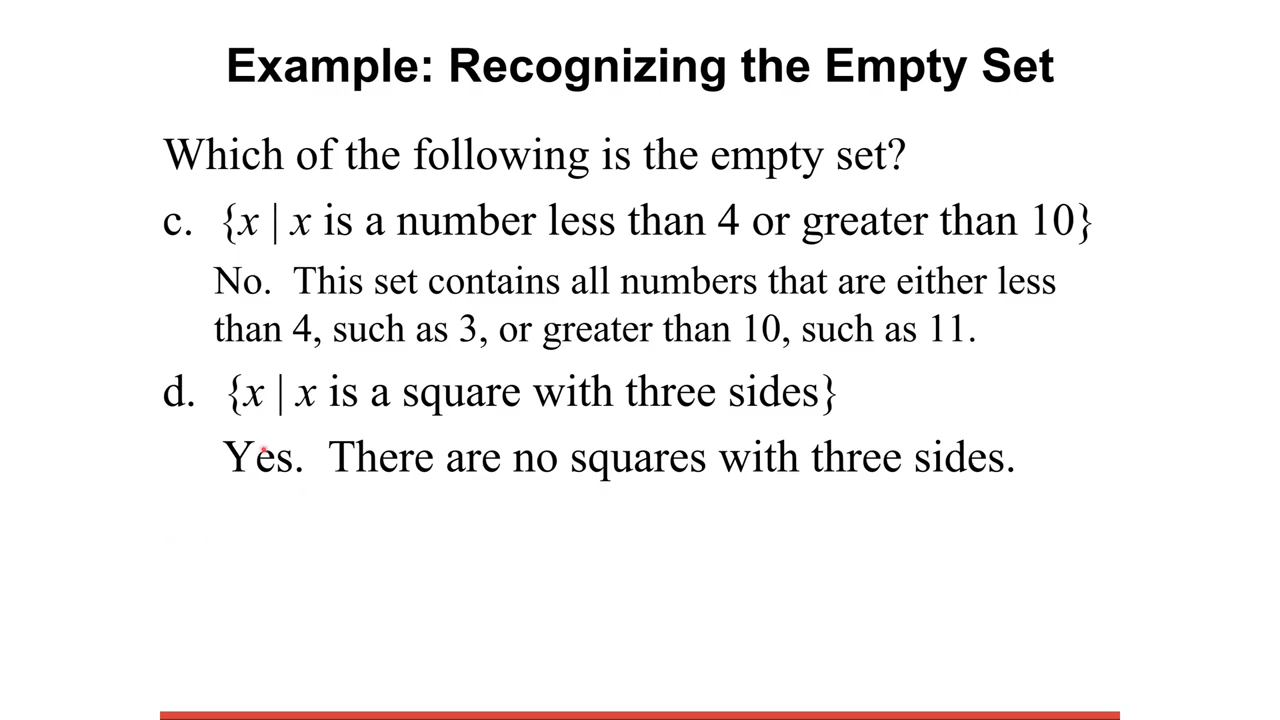 Example: Recognizing the Empty Set
Which of the following is the empty set?
c. {x | x is a number less than 4 or greater than 10}
No. This set contains all numbers that are either less
than 4, such as 3, or greater than 10, such as 11.
d. {x | x is a square with three sides}
Yes. There are no squares with three sides.